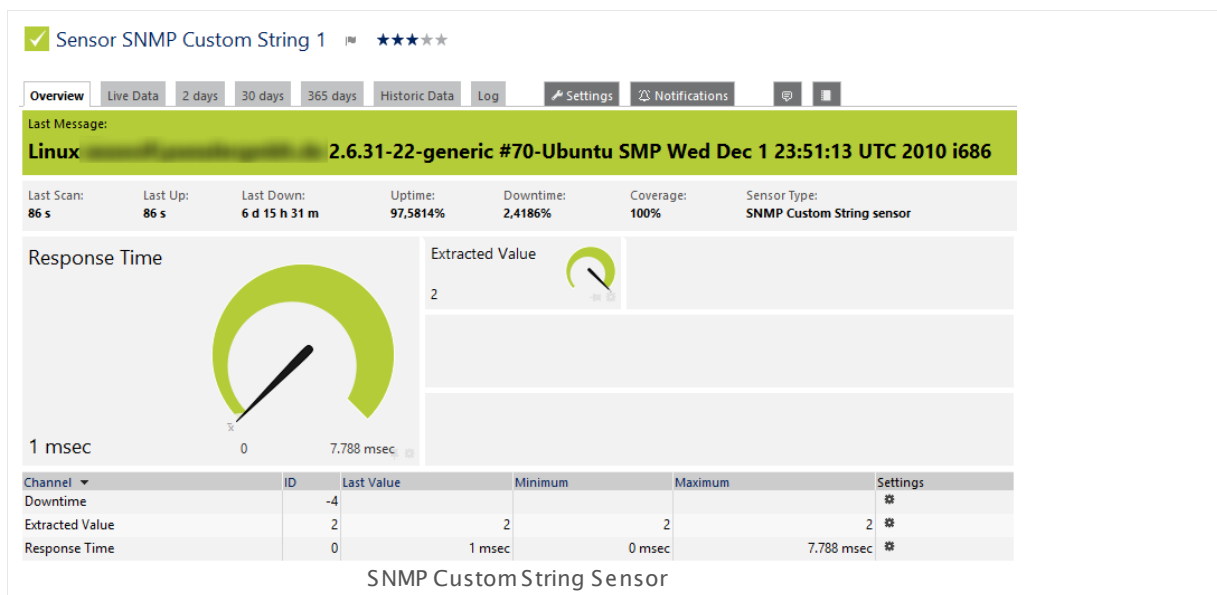 Sensor SNMP Custom String 1
Overview Live Data 2 days 30 days 365 days Historic Data Log Settings Notifications
Last Message:
Linux 2.6.31-22-generic #70-Ubuntu SMP Wed Dec 1 23:51:13 UTC 2010 i686
Last Scan: Last Up: Last Down: Uptime: Downtime: Coverage: Sensor Type:
86 s 86 s 6 d 15 h 31 m 97,5814% 2,4186% 100% SNMP Custom String sensor
Response Time
Extracted Value
2
1 msec 0 7.788 msec
Channel ID Last Value Minimum Maximum Settings
Downtime -4
Extracted Value 2 2 2 2
Response Time 0 1 msec 0 msec 7.788 msec
SNMP Custom String Sensor